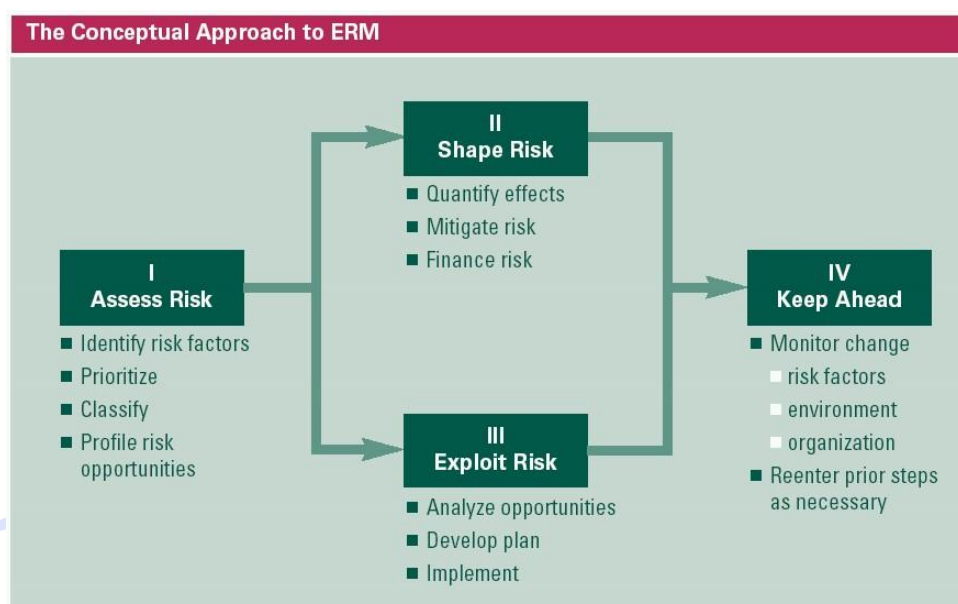 The Conceptual Approach to ERM
I
Assess Risk
■ Identify risk factors
■ Prioritize
■ Classify
■ Profile risk
opportunities
II
Shape Risk
■ Quantify effects
■ Mitigate risk
■ Finance risk
III
Exploit Risk
■ Analyze opportunities
■ Develop plan
■ Implement
IV
Keep Ahead
■ Monitor change
■ risk factors
■ environment
■ organization
■ Reenter prior steps
as necessary